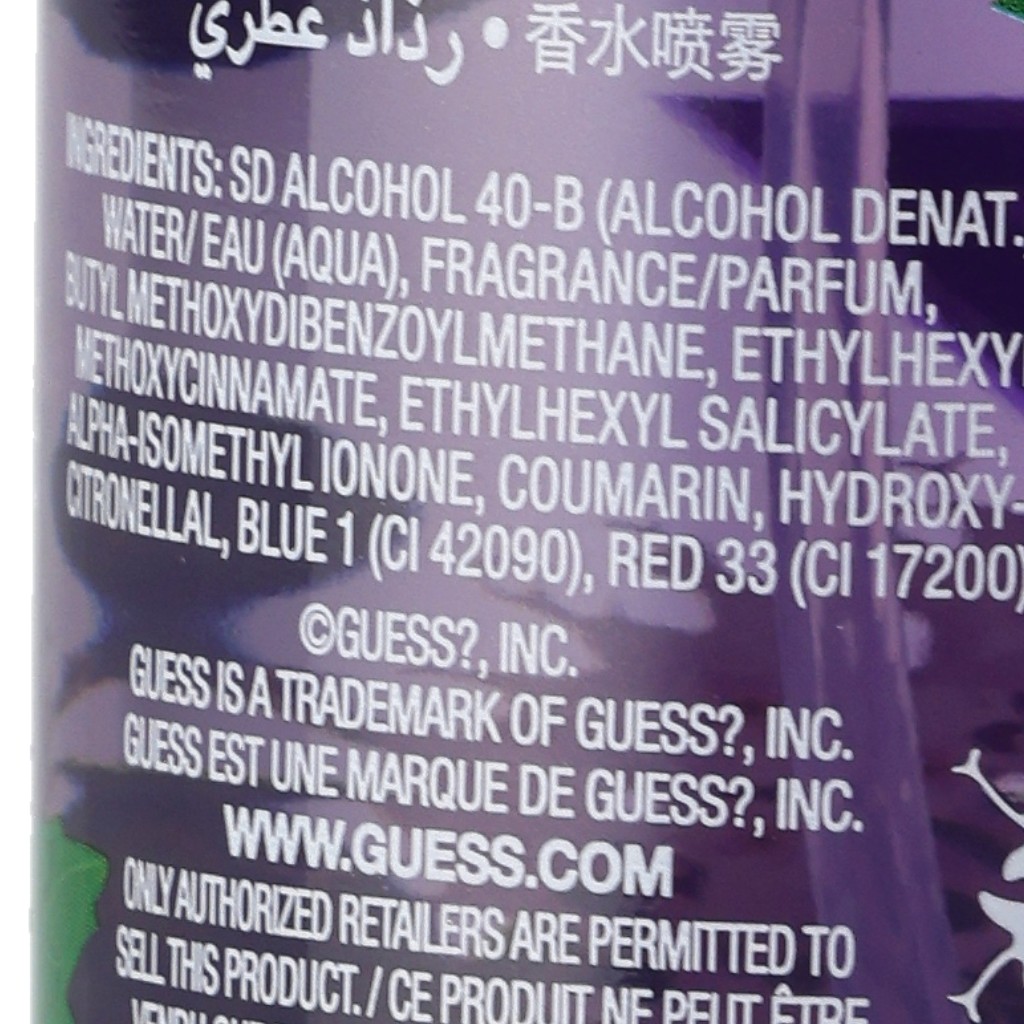 رذاذ عطري • 香水喷雾
INGREDIENTS: SD ALCOHOL 40-B (ALCOHOL DENAT.
WATER/ EAU (AQUA), FRAGRANCE/PARFUM,
BUTYL METHOXYDIBENZOYLMETHANE, ETHYLHEXY
METHOXYCINNAMATE, ETHYLHEXYL SALICYLATE,
ALPHA-ISOMETHYL IONONE, COUMARIN, HYDROXY-
CITRONELLAL, BLUE 1 (CI 42090), RED 33 (CI 17200)
©GUESS?, INC.
GUESS IS A TRADEMARK OF GUESS?, INC.
GUESS EST UNE MARQUE DE GUESS?, INC.
WWW.GUESS.COM
ONLY AUTHORIZED RETAILERS ARE PERMITTED TO
SELL THIS PRODUCT. / CE PRODUIT NE PEUT ÊTRE